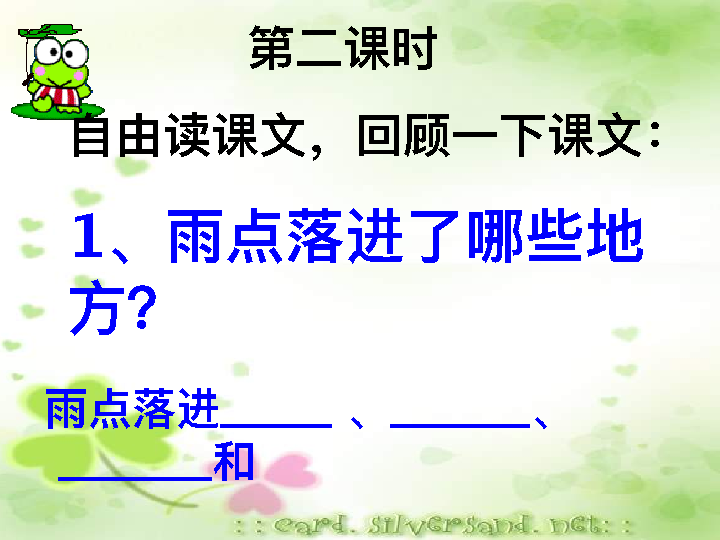 第二课时
自由读课文，回顾一下课文：
1、雨点落进了哪些地
方？
雨点落进_____ 、______、
_______和
: : card. silversand. net: :